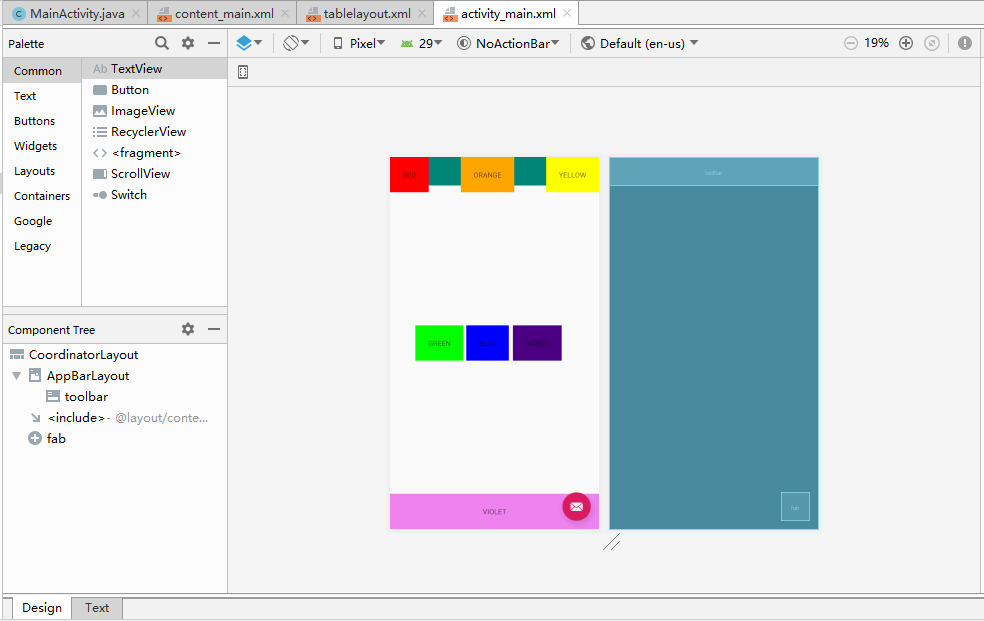 MainActivity.java content_main.xml tablelayout.xml activity_main.xml
Palette
Pixel 29 NoActionBar Default (en-us) 19%
Common
Text
Buttons
Widgets
Layouts
Containers
Google
Legacy
Ab TextView
Button
ImageView
RecyclerView
<fragment>
ScrollView
Switch
Component Tree
CoordinatorLayout
AppBarLayout
toolbar
<include> - @layout/conte...
fab
RED ORANGE YELLOW
GREEN BLUE
VIOLET
toolbar
fab
Design Text